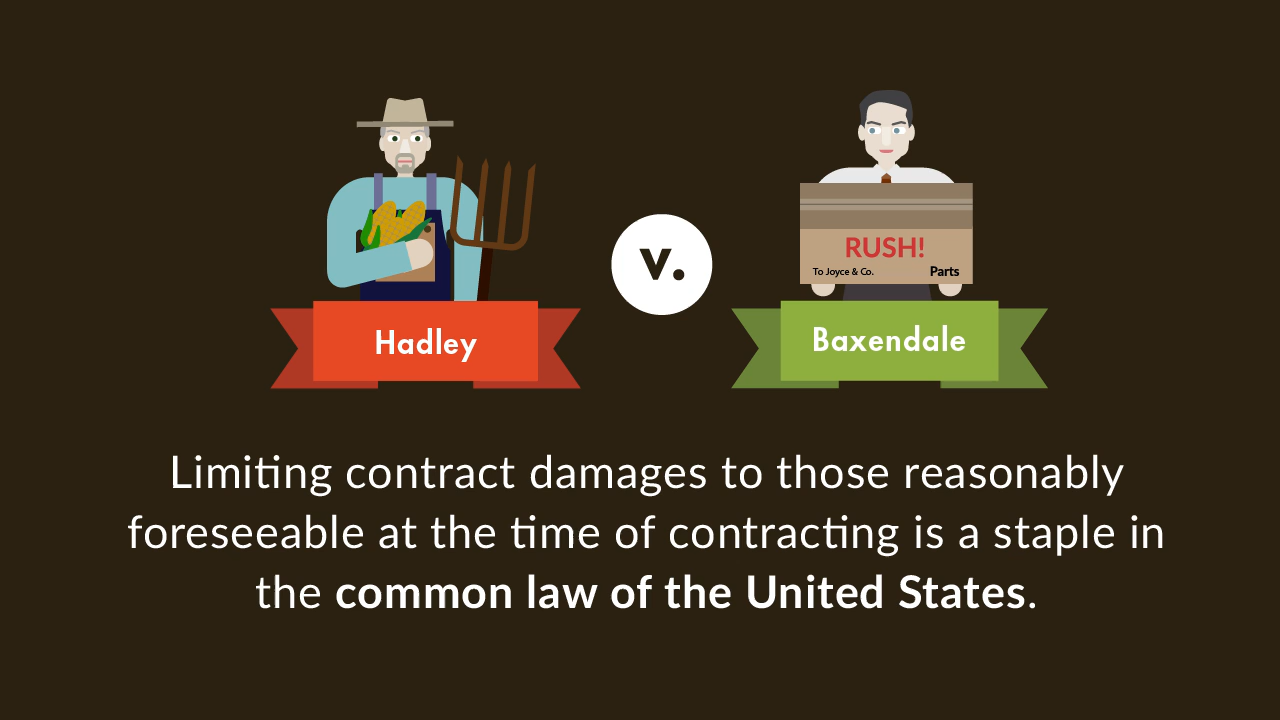 RUSH!
To Joyce & Co. Parts
v.
Hadley
Baxendale
Limiting contract damages to those reasonably
foreseeable at the time of contracting is a staple in
the common law of the United States.